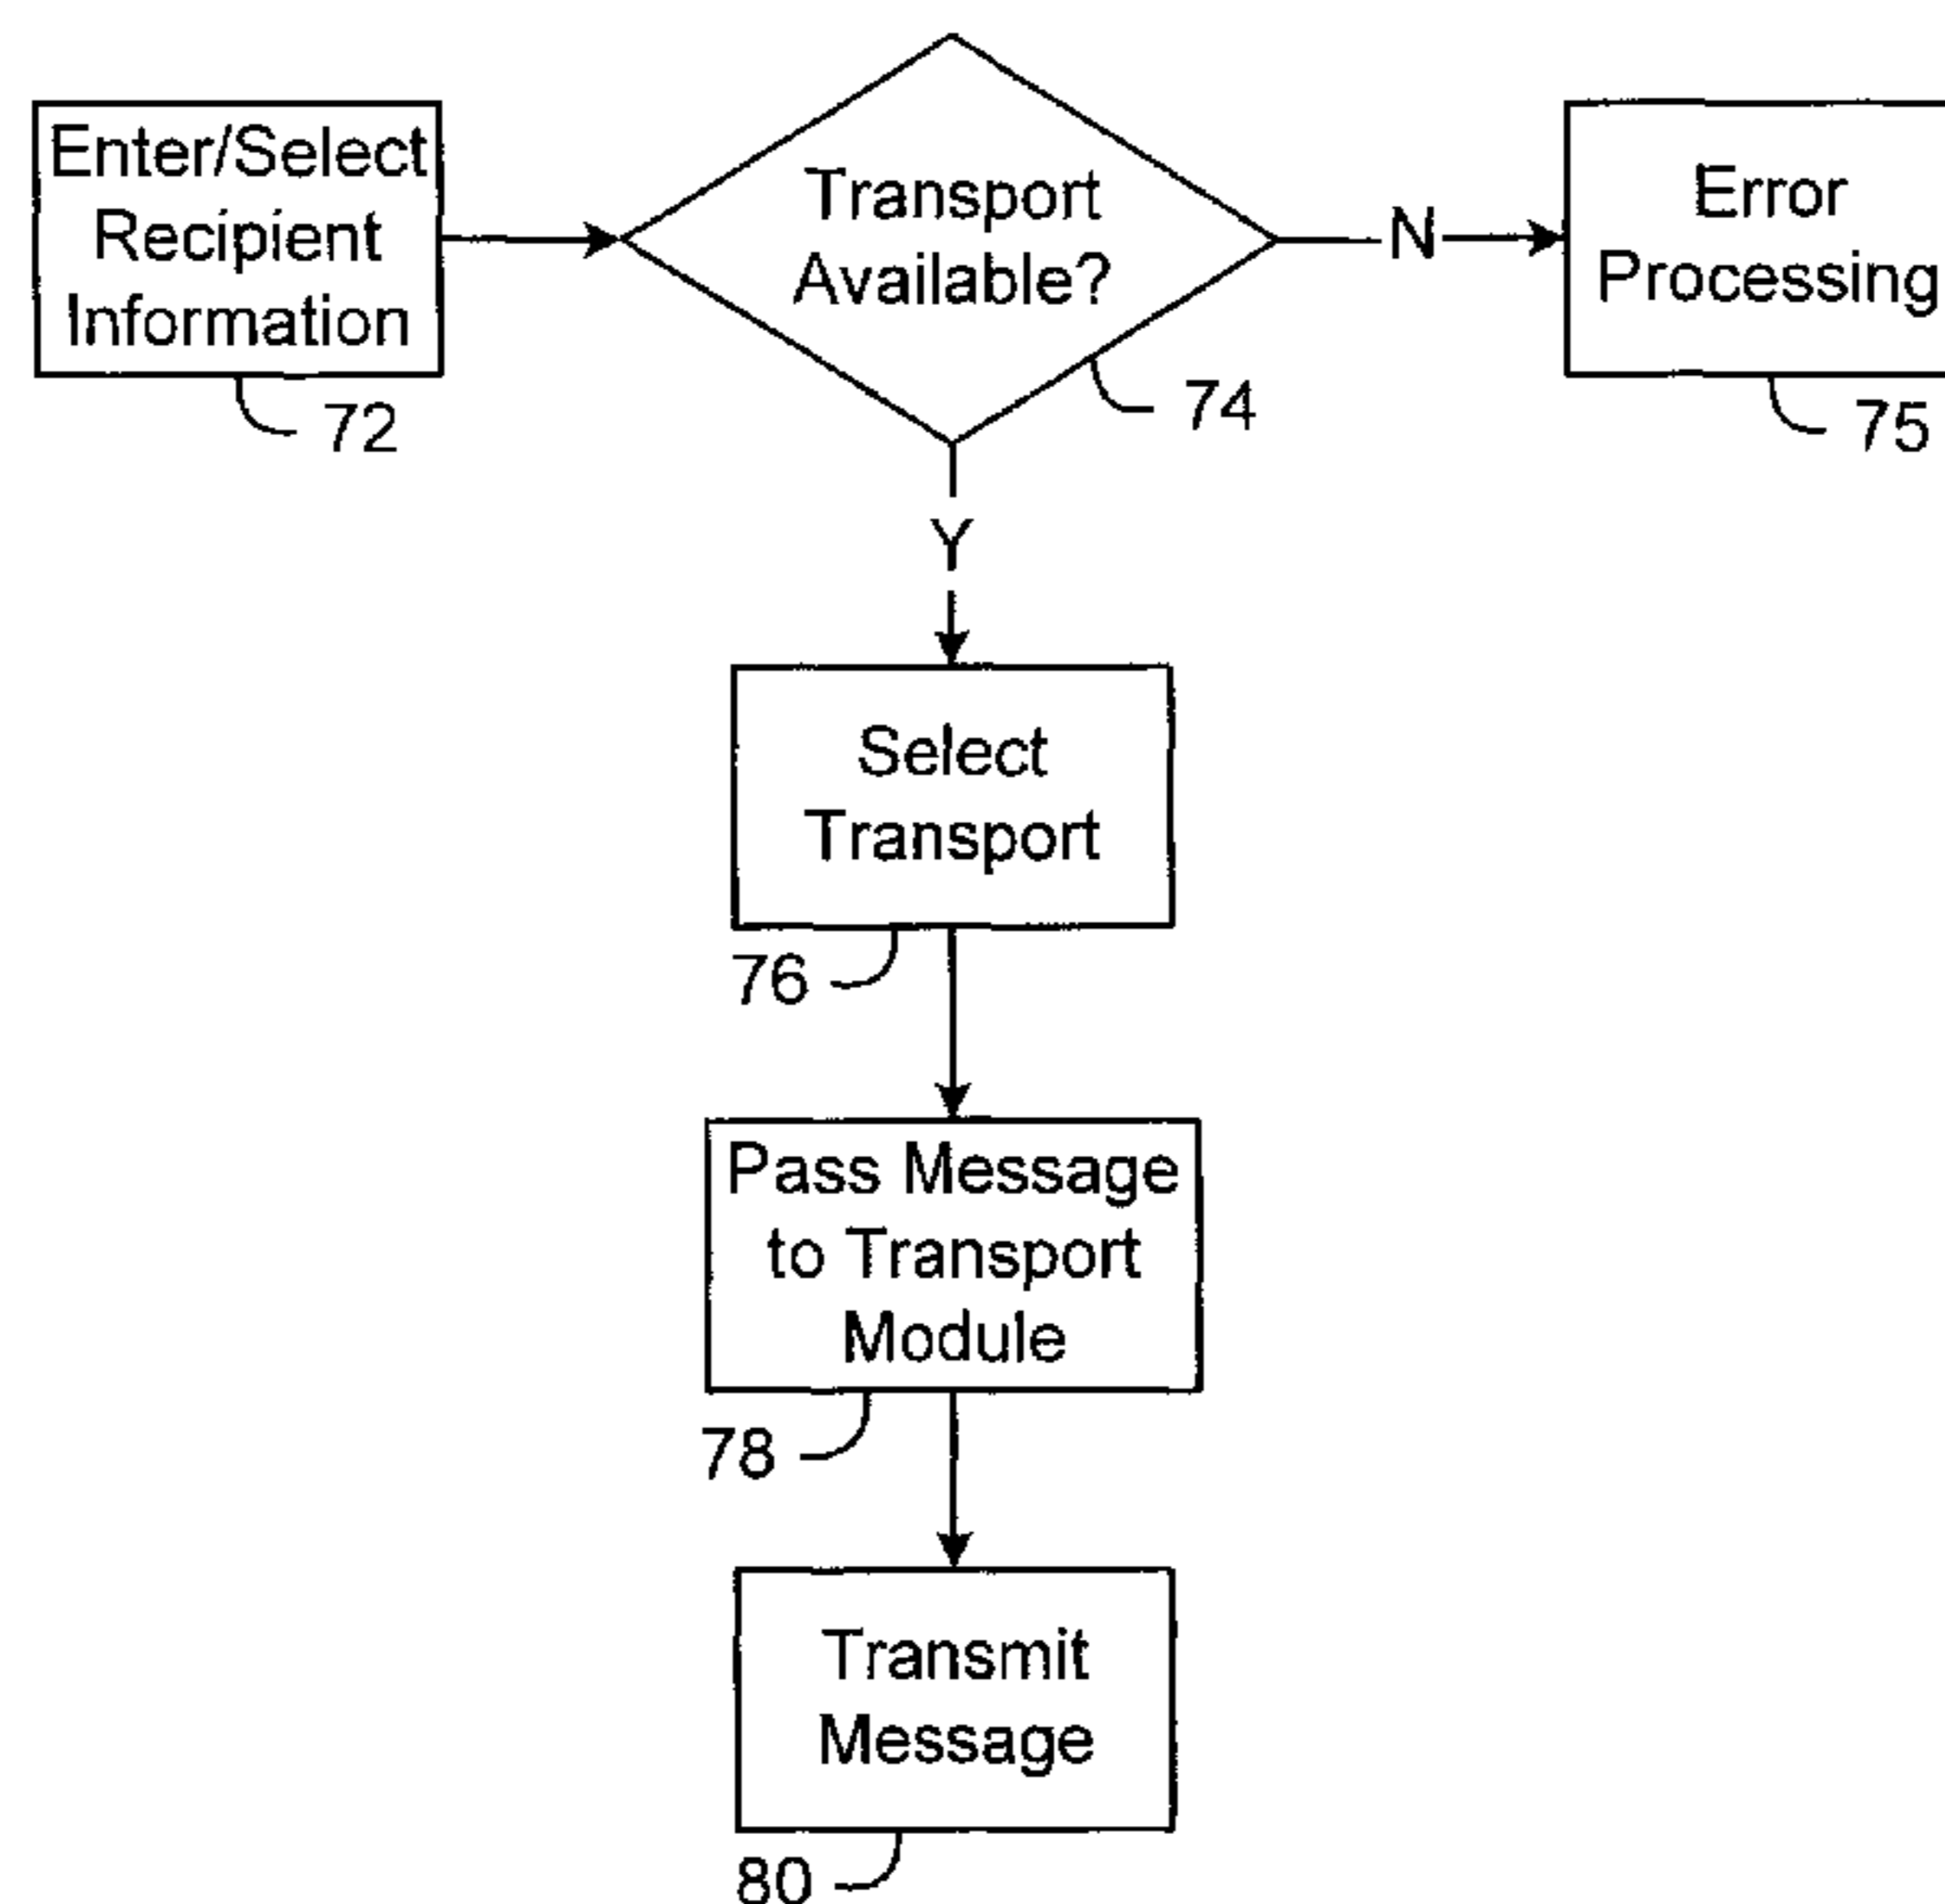 Enter/Select
Recipient
Information
72
Transport
Available?
74
N
Error
Processing
75
Y
Select
Transport
76
Pass Message
to Transport
Module
78
Transmit
Message
80